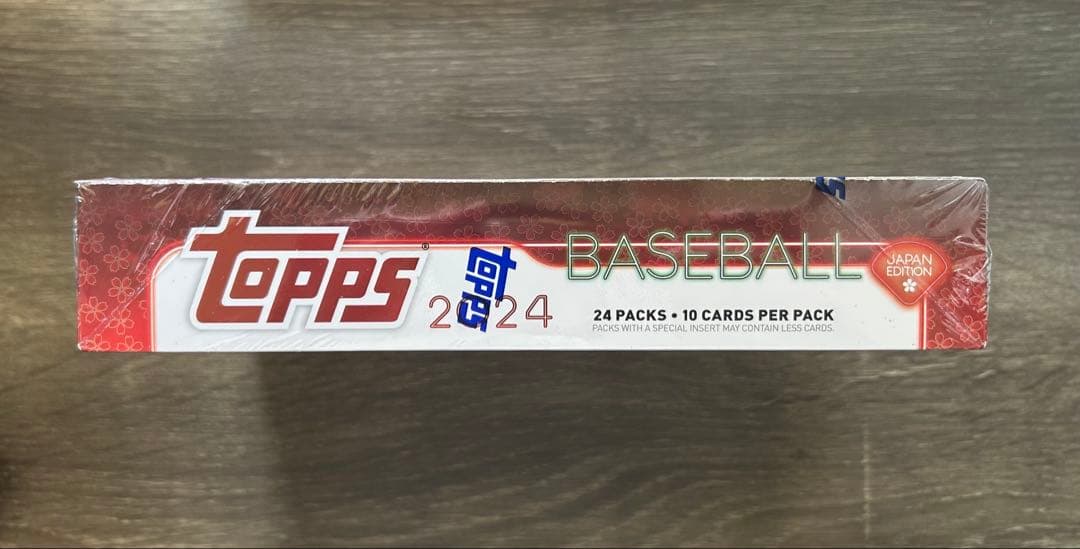 topps®
2024
topps
BASEBALL
JAPAN
EDITION
24 PACKS • 10 CARDS PER PACK
PACKS WITH A SPECIAL INSERT MAY CONTAIN LESS CARDS.